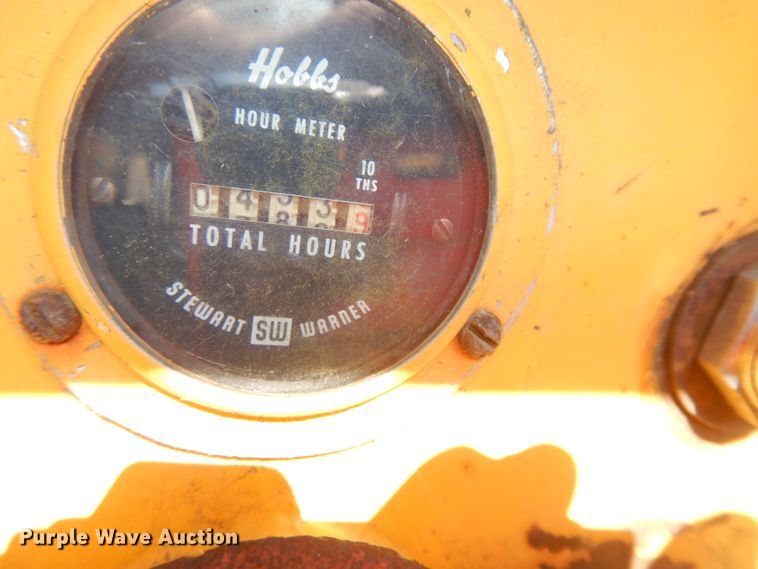 Hobbs
HOUR METER
10
THS
TOTAL HOURS
STEWART SW WARNER
Purple Wave Auction